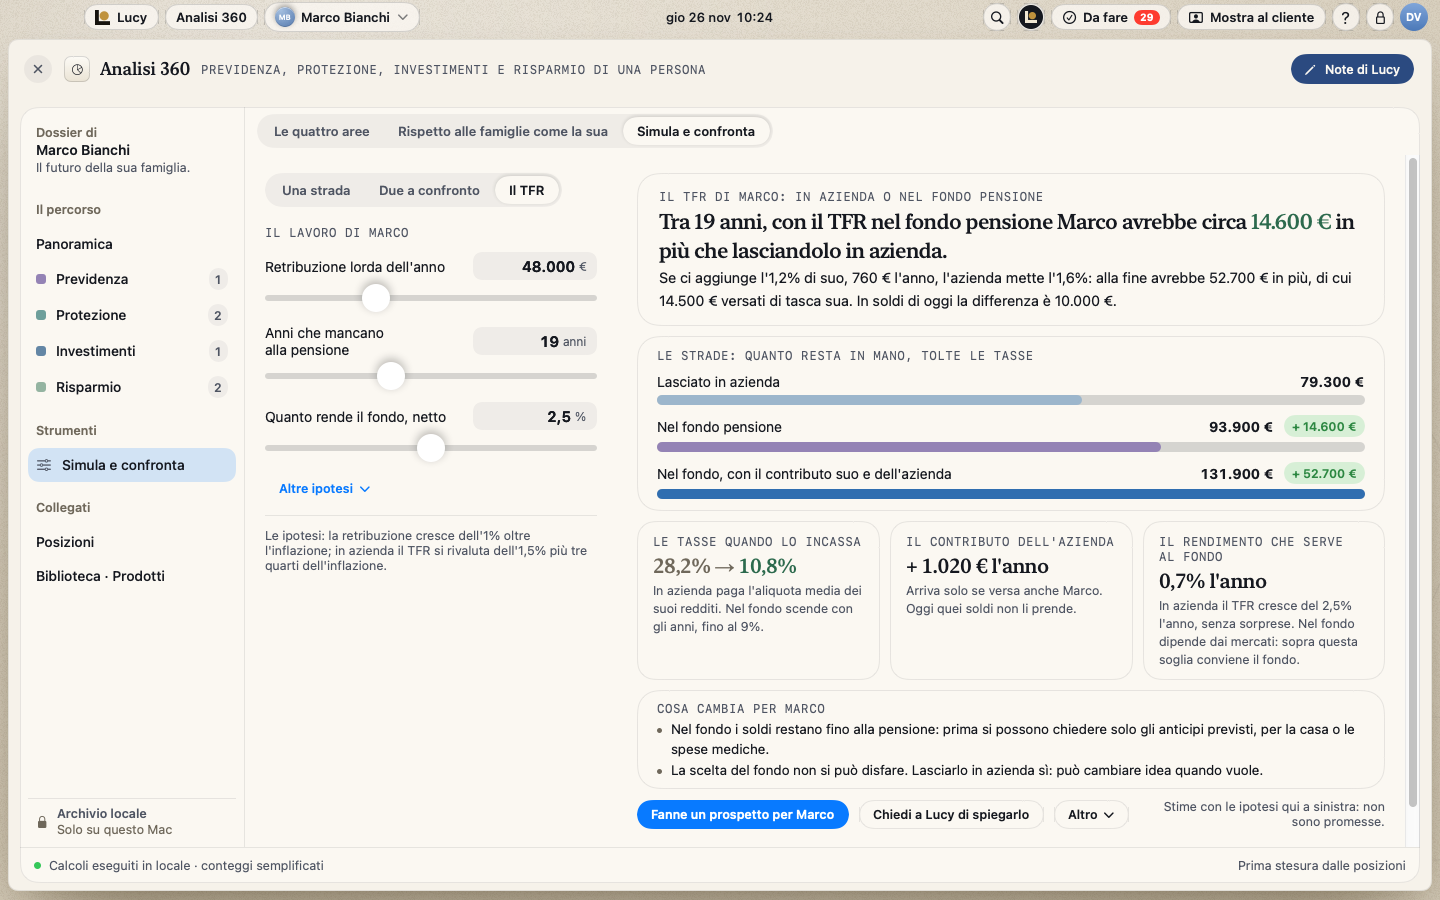 Lucy
Analisi 360
MB Marco Bianchi
gio 26 nov 10:24
Da fare 29
Mostra al cliente
?
DV
Analisi 360 PREVIDENZA, PROTEZIONE, INVESTIMENTI E RISPARMIO DI UNA PERSONA
Note di Lucy
Dossier di
Marco Bianchi
Il futuro della sua famiglia.
Il percorso
Panoramica
Previdenza 1
Protezione 2
Investimenti 1
Risparmio 2
Strumenti
Simula e confronta
Collegati
Posizioni
Biblioteca · Prodotti
Archivio locale
Solo su questo Mac
Le quattro aree
Rispetto alle famiglie come la sua
Simula e confronta
Una strada
Due a confronto
Il TFR
IL LAVORO DI MARCO
Retribuzione lorda dell'anno 48.000 €
Anni che mancano
alla pensione
19 anni
Quanto rende il fondo, netto 2,5 %
Altre ipotesi
Le ipotesi: la retribuzione cresce dell'1% oltre
l'inflazione; in azienda il TFR si rivaluta dell'1,5% più tre
quarti dell'inflazione.
IL TFR DI MARCO: IN AZIENDA O NEL FONDO PENSIONE
Tra 19 anni, con il TFR nel fondo pensione Marco avrebbe circa 14.600 € in
più che lasciandolo in azienda.
Se ci aggiunge l'1,2% di suo, 760 € l'anno, l'azienda mette l'1,6%: alla fine avrebbe 52.700 € in più, di cui
14.500 € versati di tasca sua. In soldi di oggi la differenza è 10.000 €.
LE STRADE: QUANTO RESTA IN MANO, TOLTE LE TASSE
Lasciato in azienda 79.300 €
Nel fondo pensione 93.900 € + 14.600 €
Nel fondo, con il contributo suo e dell'azienda 131.900 € + 52.700 €
LE TASSE QUANDO LO INCASSA
28,2% → 10,8%
In azienda paga l'aliquota media dei
suoi redditi. Nel fondo scende con
gli anni, fino al 9%.
IL CONTRIBUTO DELL'AZIENDA
+ 1.020 € l'anno
Arriva solo se versa anche Marco.
Oggi quei soldi non li prende.
IL RENDIMENTO CHE SERVE
AL FONDO
0,7% l'anno
In azienda il TFR cresce del 2,5%
l'anno, senza sorprese. Nel fondo
dipende dai mercati: sopra questa
soglia conviene il fondo.
COSA CAMBIA PER MARCO
• Nel fondo i soldi restano fino alla pensione: prima si possono chiedere solo gli anticipi previsti, per la casa o le
spese mediche.
• La scelta del fondo non si può disfare. Lasciarlo in azienda sì: può cambiare idea quando vuole.
Fanne un prospetto per Marco
Chiedi a Lucy di spiegarlo
Altro
Stime con le ipotesi qui a sinistra: non
sono promesse.
Calcoli eseguiti in locale · conteggi semplificati
Prima stesura dalle posizioni